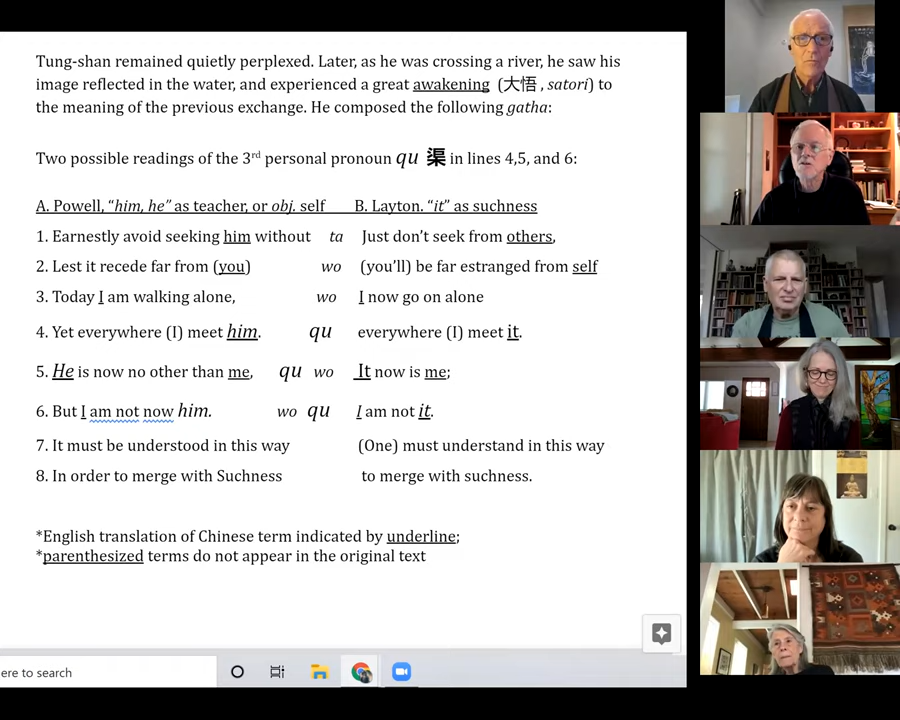 Tung-shan remained quietly perplexed. Later, as he was crossing a river, he saw his
image reflected in the water, and experienced a great awakening (大悟 , satori) to
the meaning of the previous exchange. He composed the following gatha:
Two possible readings of the 3rd personal pronoun qu 渠 in lines 4,5, and 6:
A. Powell, “him, he” as teacher, or obj. self B. Layton. “it” as suchness
1. Earnestly avoid seeking him without ta Just don’t seek from others,
2. Lest it recede far from (you) wo (you’ll) be far estranged from self
3. Today I am walking alone, wo I now go on alone
4. Yet everywhere (I) meet him. qu everywhere (I) meet it.
5. He is now no other than me, qu wo It now is me;
6. But I am not now him. wo qu I am not it.
7. It must be understood in this way (One) must understand in this way
8. In order to merge with Suchness to merge with suchness.
*English translation of Chinese term indicated by underline;
*parenthesized terms do not appear in the original text
ere to search